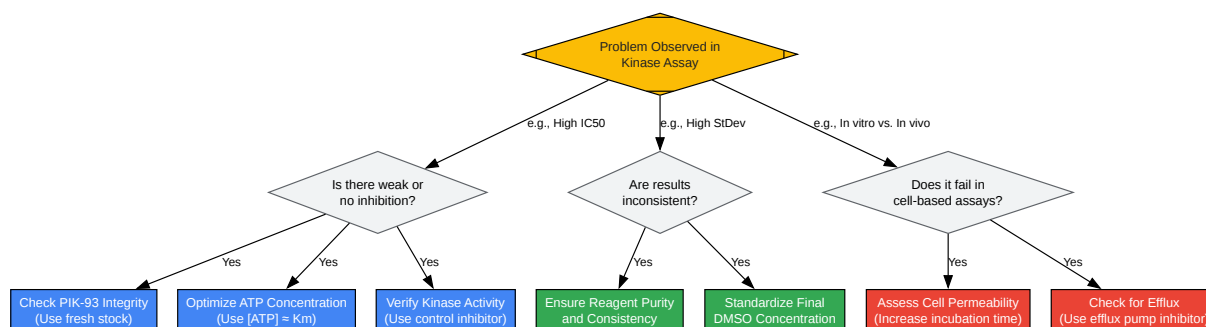 Problem Observed in
Kinase Assay
e.g., High IC50
e.g., High StDev
e.g., In vitro vs. In vivo
Is there weak or
no inhibition?
Are results
inconsistent?
Does it fail in
cell-based assays?
Yes
Yes
Yes
Yes
Yes
Yes
Yes
Check PIK-93 Integrity
(Use fresh stock)
Optimize ATP Concentration
(Use [ATP] ≈ Km)
Verify Kinase Activity
(Use control inhibitor)
Ensure Reagent Purity
and Consistency
Standardize Final
DMSO Concentration
Assess Cell Permeability
(Increase incubation time)
Check for Efflux
(Use efflux pump inhibitor)